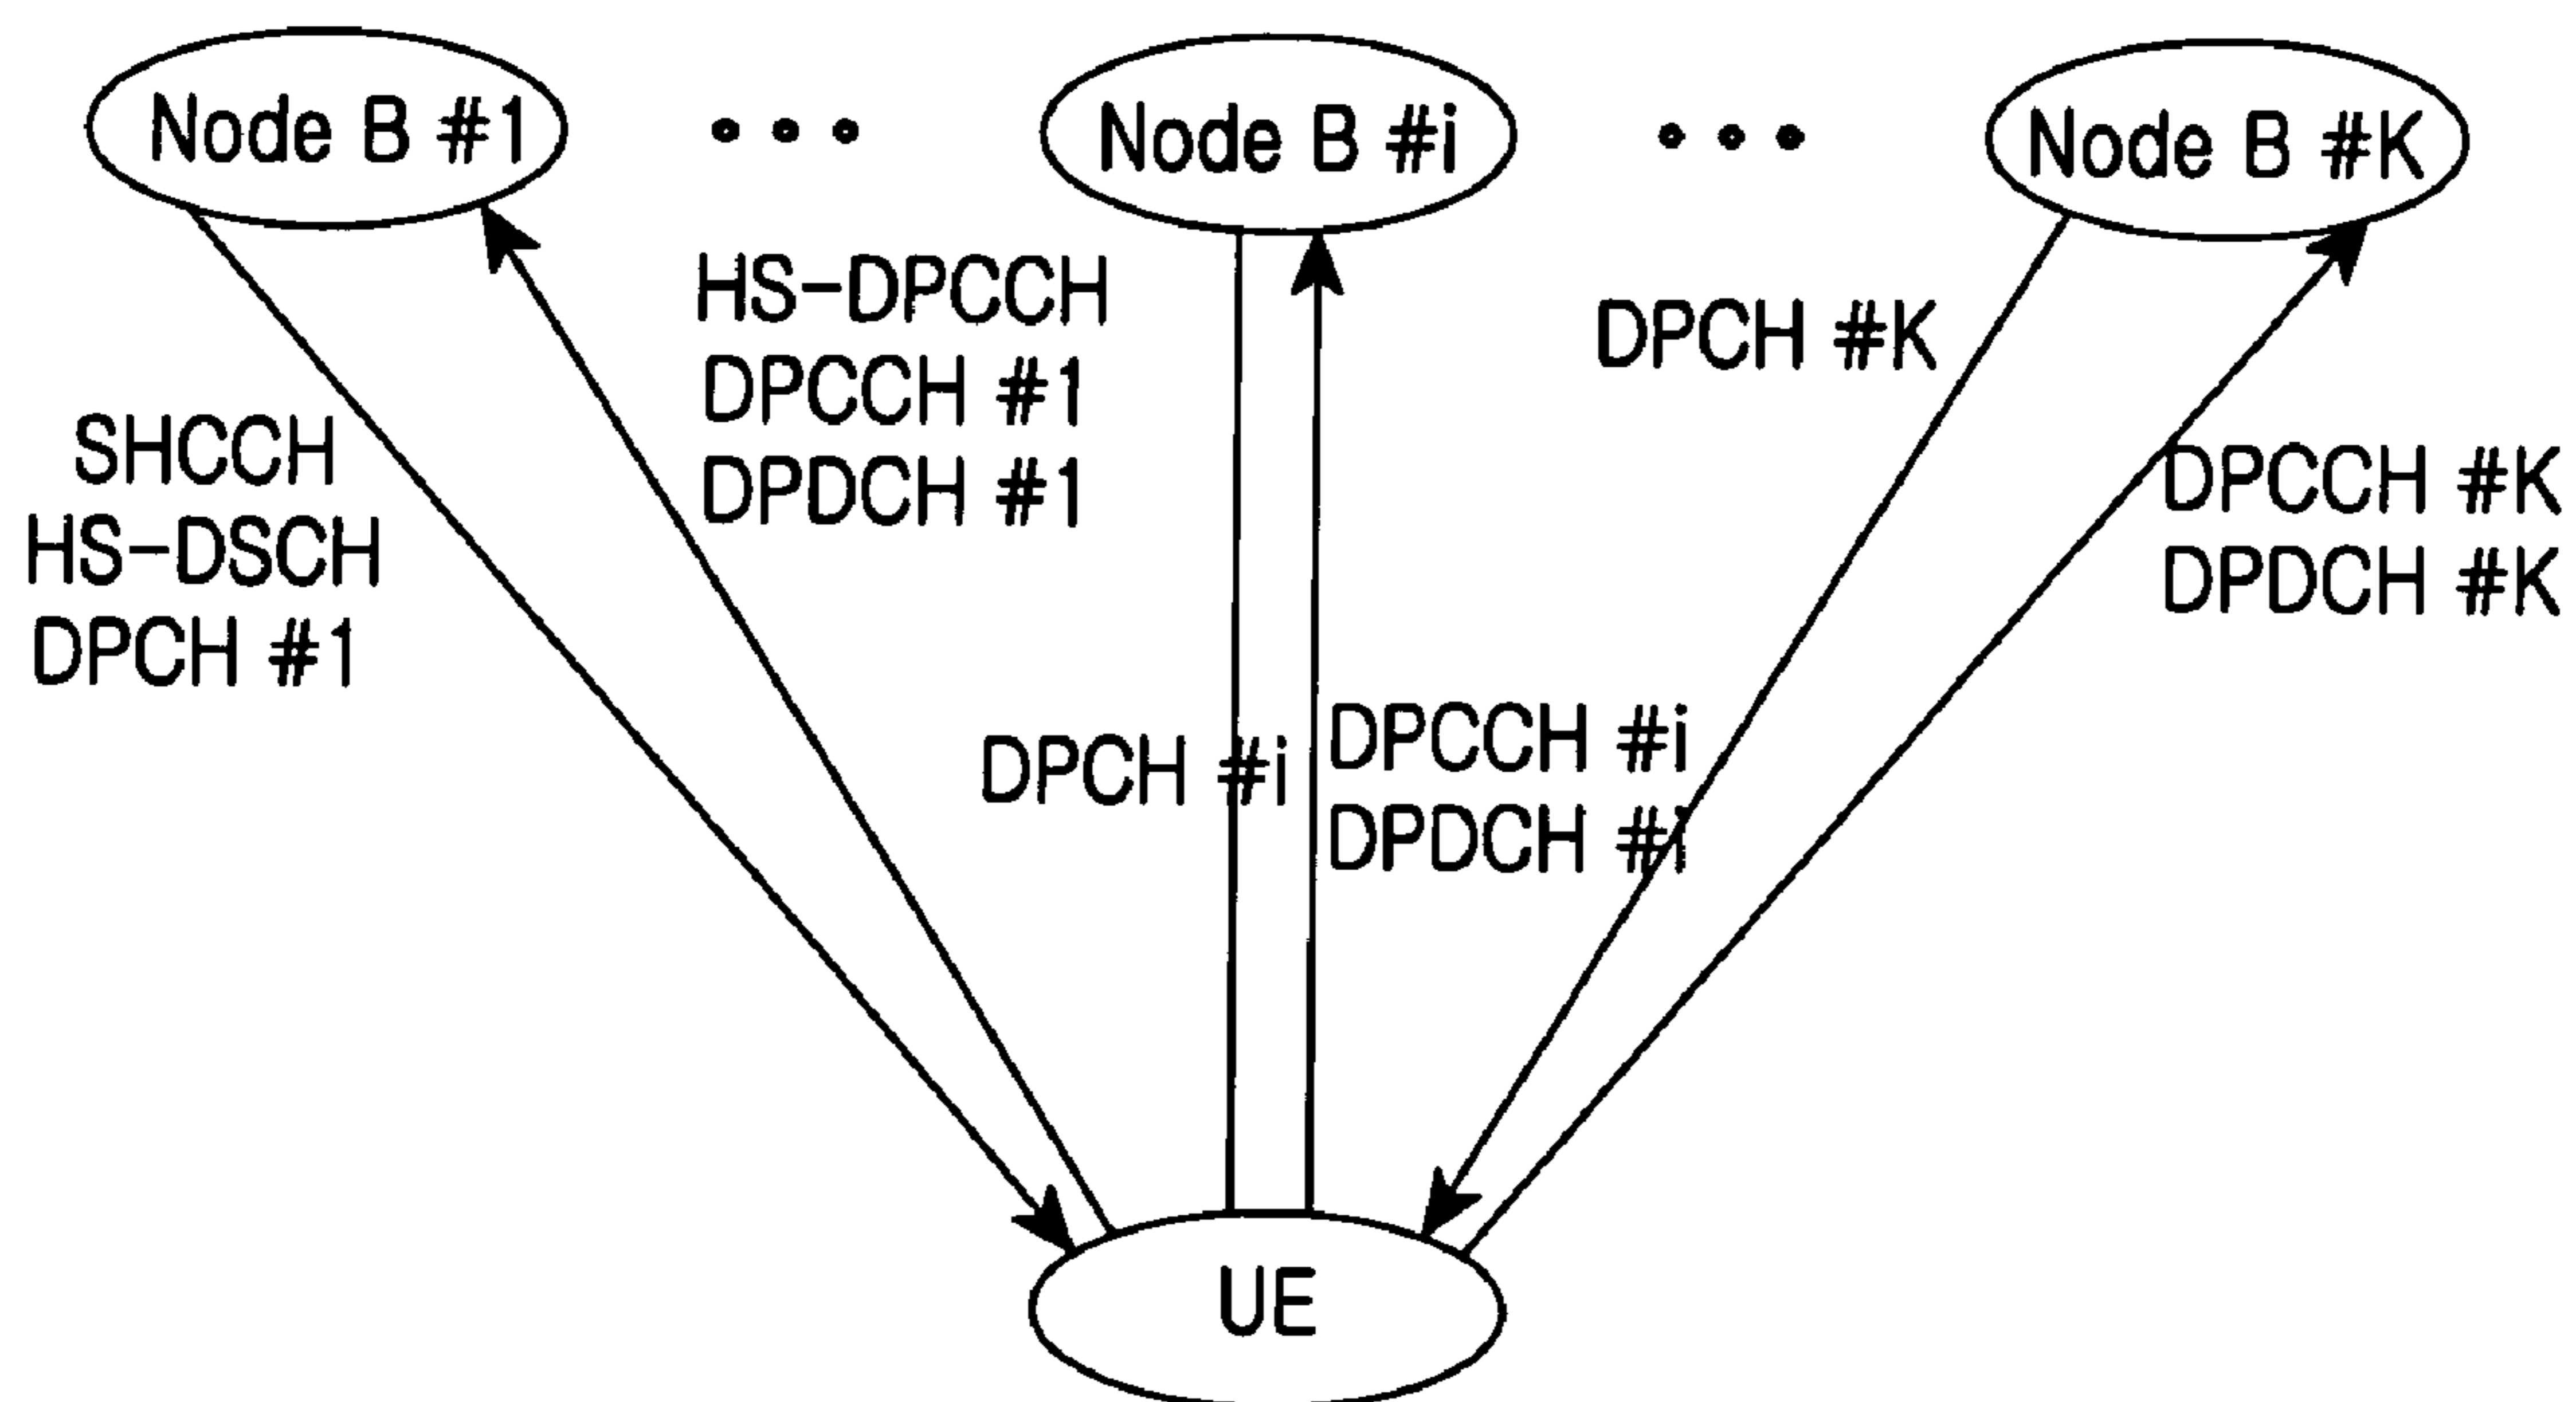 Node B #1
Node B #i
Node B #K
HS-DPCCH
DPCCH #1
DPDCH #1
DPCH #K
SHCCH
HS-DSCH
DPCH #1
DPCCH #K
DPDCH #K
DPCH #i
DPCCH #i
DPDCH #i
UE